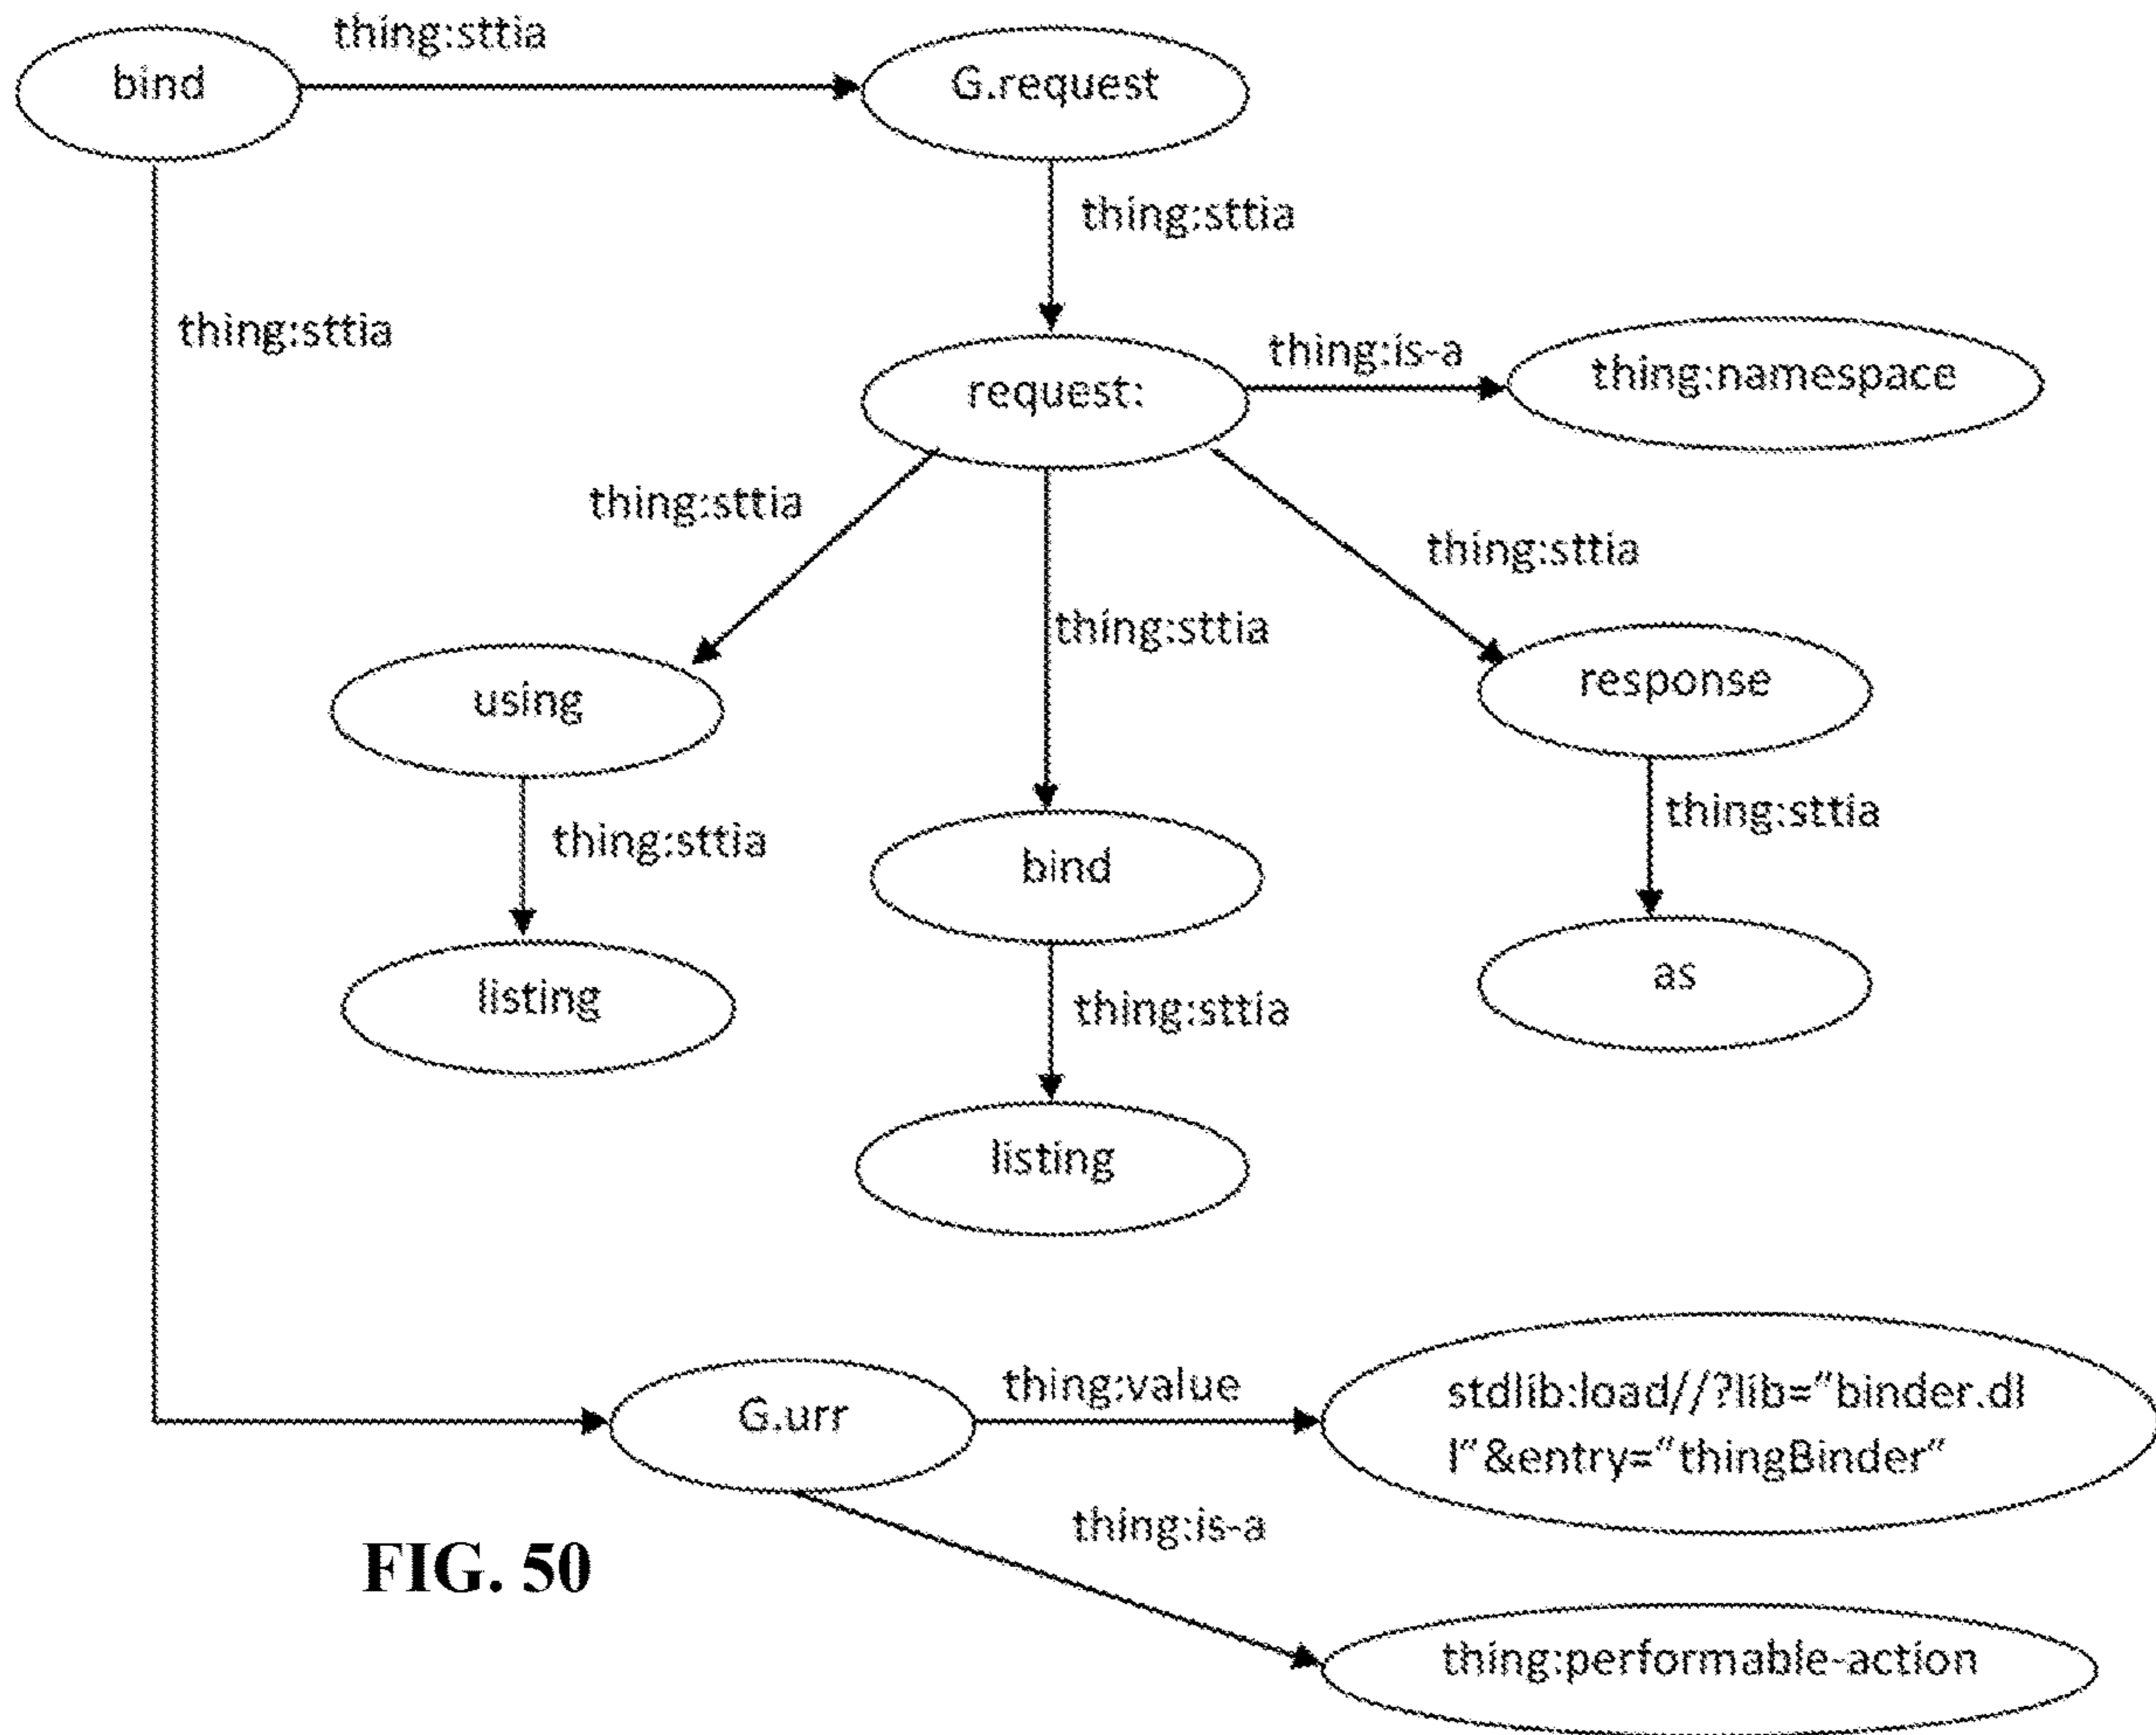 thing:sttia
bind
G.request
thing:sttia
thing:sttia
thing:is-a
request:
thing:namespace
thing:sttia
thing:sttia
thing:sttia
using
response
thing:sttia
thing:sttia
bind
listing
as
thing:sttia
listing
G.urr
thing:value
stdlib:load//?lib="binder.dl
l"&entry="thingBinder"
thing:is-a
FIG. 50
thing:performable-action